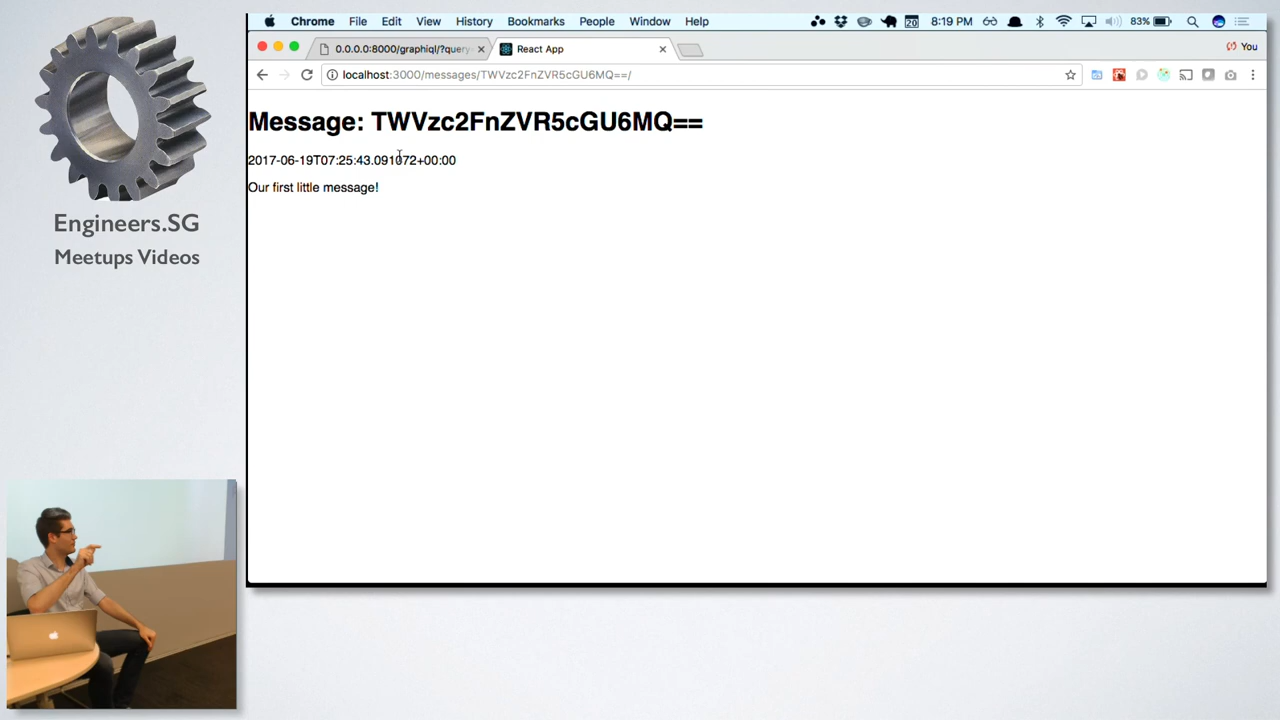 Chrome File Edit View History Bookmarks People Window Help 20 8:19 PM 83%
0.0.0.0:8000/graphiql/?query React App You
localhost:3000/messages/TWVzc2FnZVR5cGU6MQ==/
Message: TWVzc2FnZVR5cGU6MQ==
2017-06-19T07:25:43.091072+00:00
Our first little message!
Engineers.SG
Meetups Videos